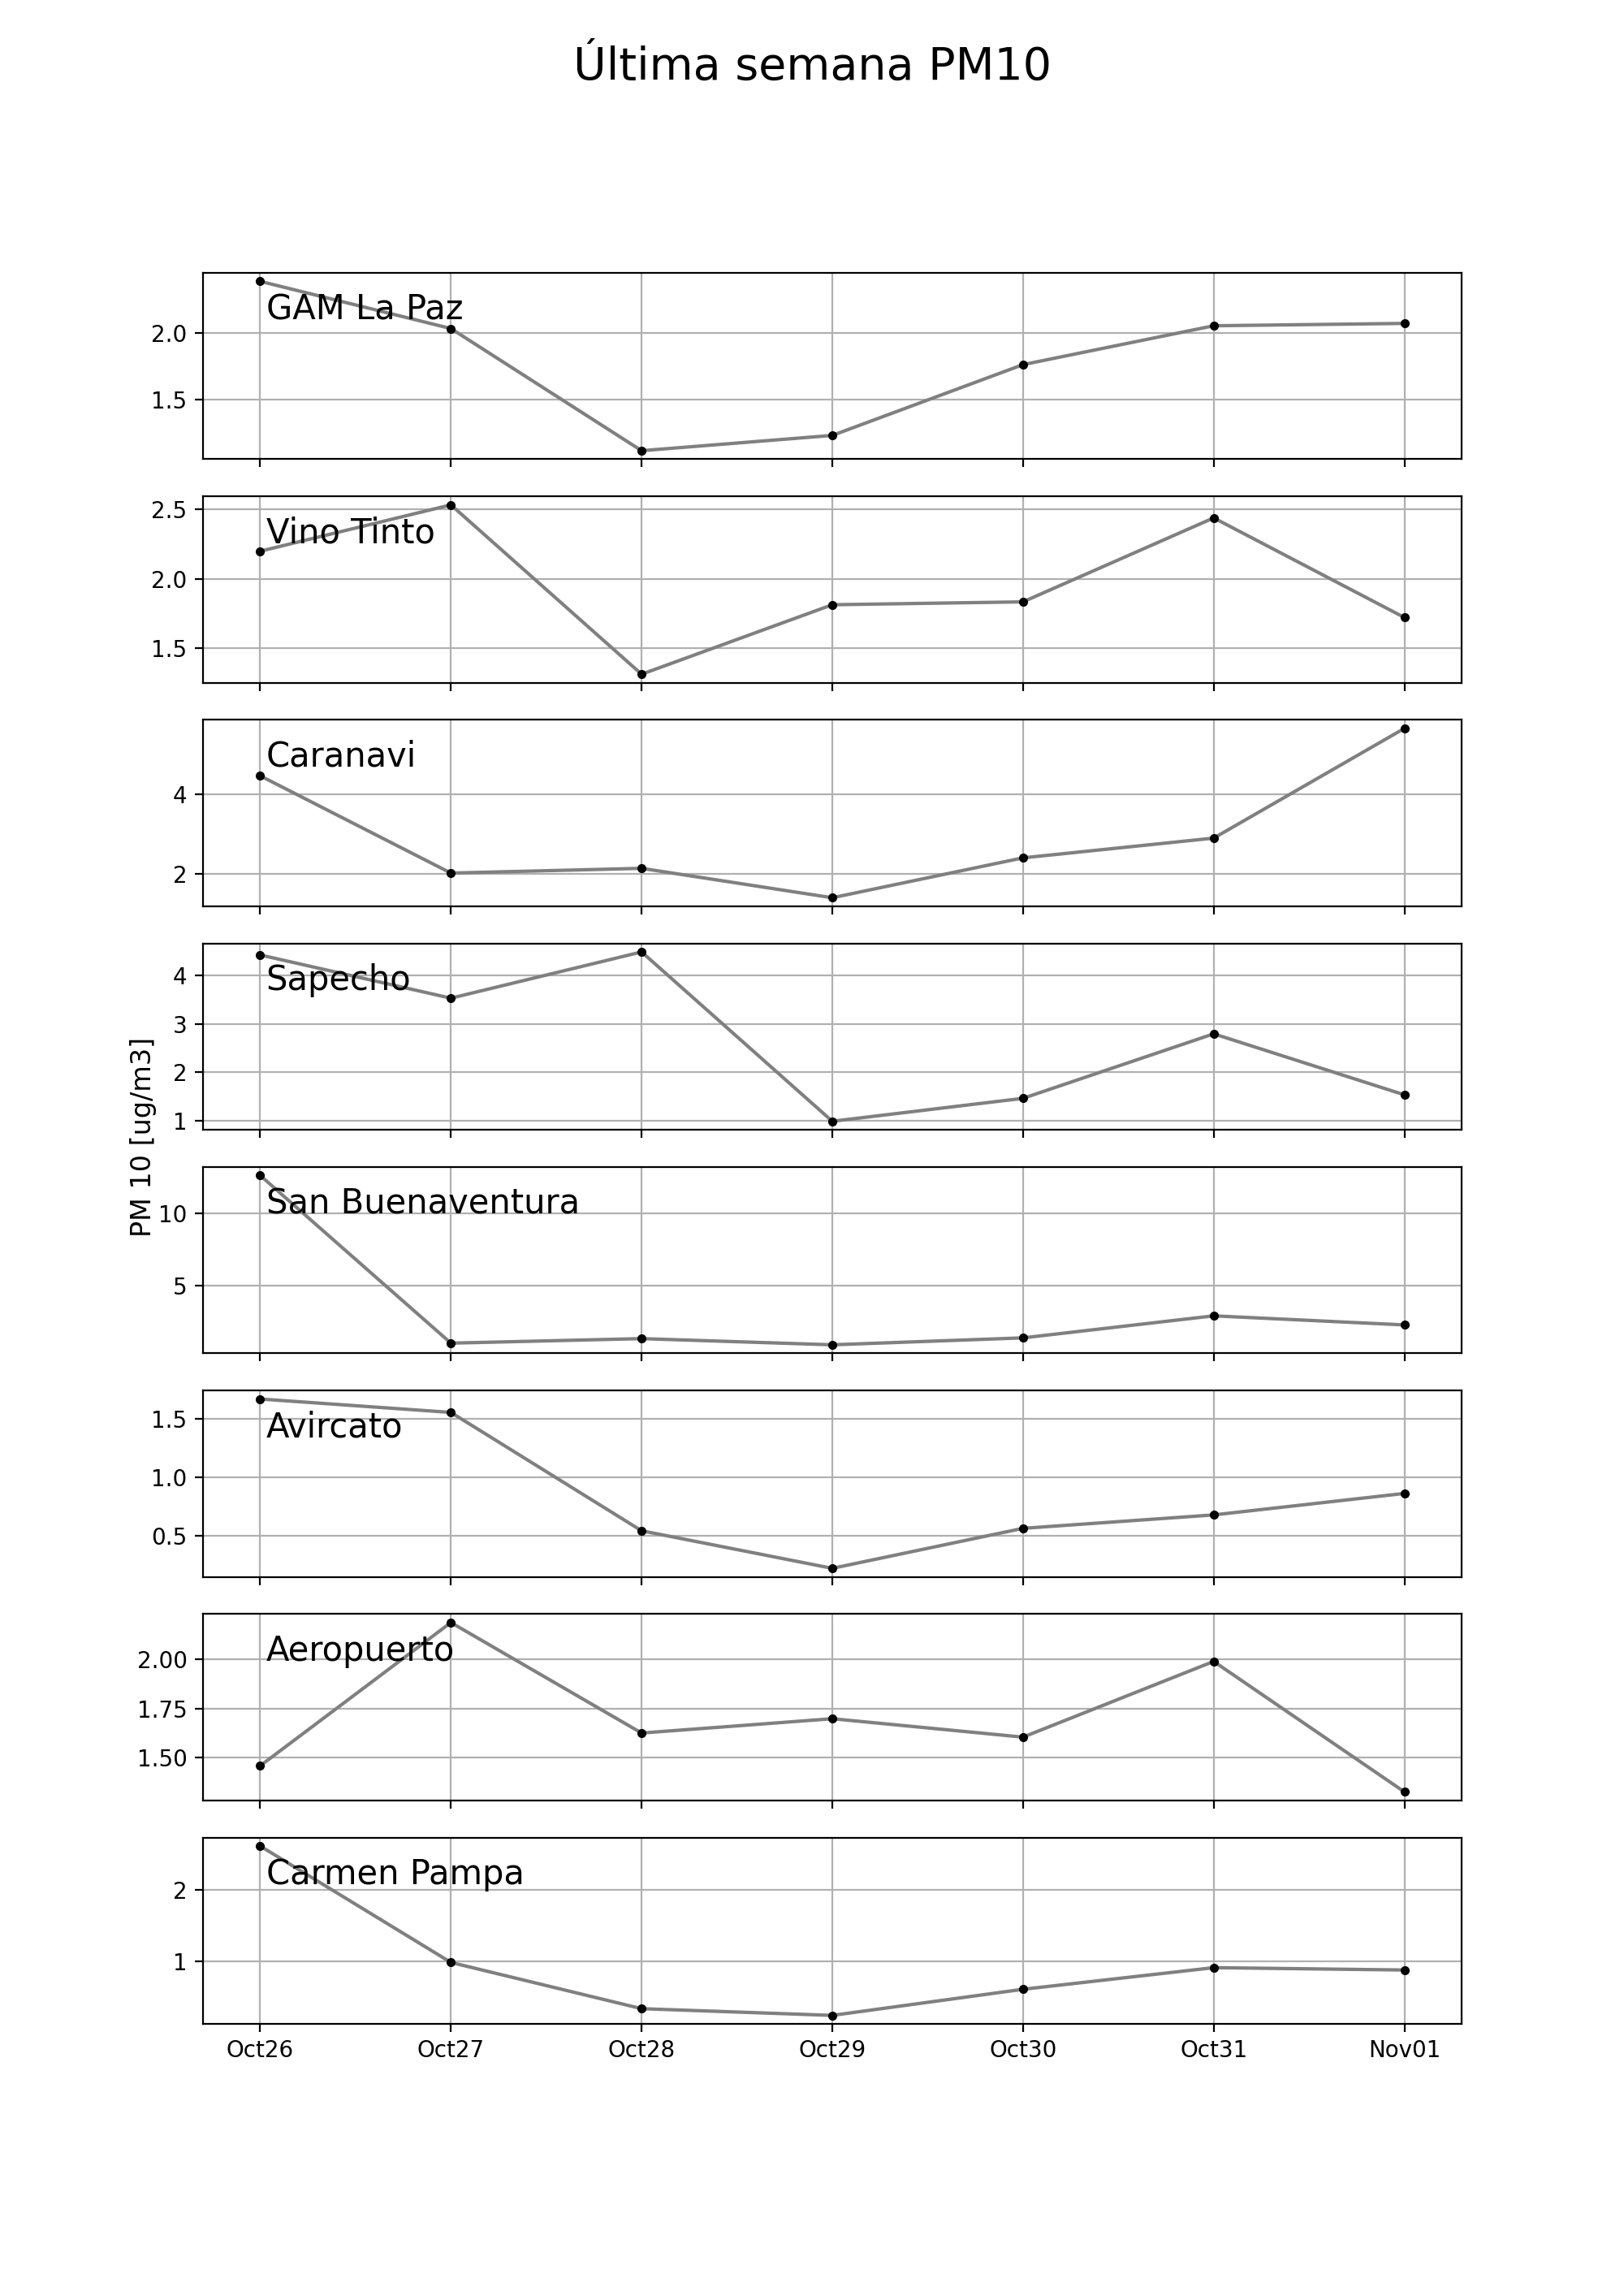 Última semana PM10
GAM La Paz
2.0
1.5
Vino Tinto
2.5
2.0
1.5
Caranavi
4
2
Sapecho
4
3
2
1
PM 10 [ug/m3]
San Buenaventura
10
5
Avircato
1.5
1.0
0.5
Aeropuerto
2.00
1.75
1.50
Carmen Pampa
2
1
Oct26 Oct27 Oct28 Oct29 Oct30 Oct31 Nov01